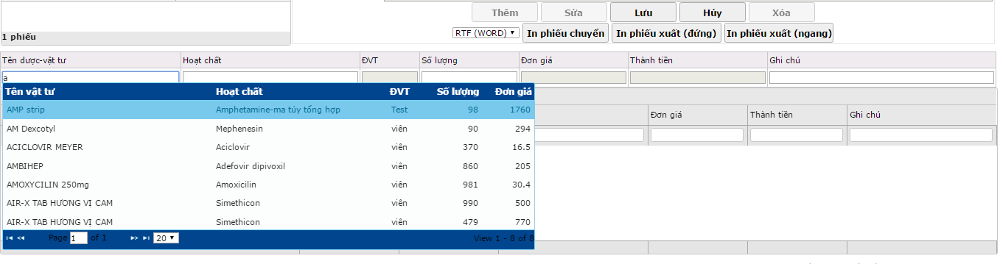 Thêm Sửa Lưu Hủy Xóa
1 phiếu
RTF (WORD) In phiếu chuyển In phiếu xuất (đứng) In phiếu xuất (ngang)
Tên dược-vật tư Hoạt chất ĐVT Số lượng Đơn giá Thành tiền Ghi chú
a
Tên vật tư Hoạt chất ĐVT Số lượng Đơn giá
AMP strip Amphetamine-ma túy tổng hợp Test 98 1760
Đơn giá Thành tiền Ghi chú
AM Dexcotyl Mephenesin viên 90 294
ACICLOVIR MEYER Aciclovir viên 370 16.5
AMBIHEP Adefovir dipivoxil viên 860 205
AMOXYCILIN 250mg Amoxicilin viên 981 30.4
AIR-X TAB HƯƠNG VỊ CAM Simethicon viên 990 500
AIR-X TAB HƯƠNG VỊ CAM Simethicon viên 479 770
Page 1 of 1 20 View 1 - 8 of 8